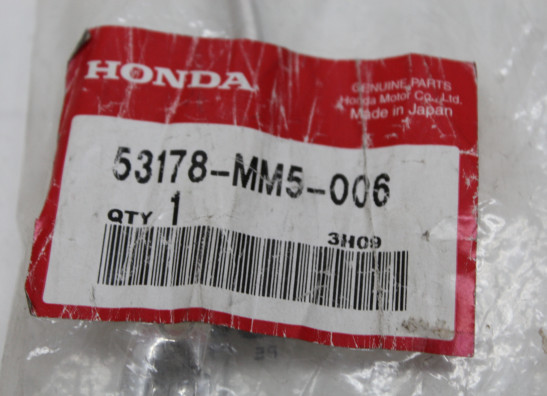 HONDA
GENUINE PARTS
Honda Motor Co., Ltd.
Made in Japan
53178-MM5-006
QTY 1
3H09